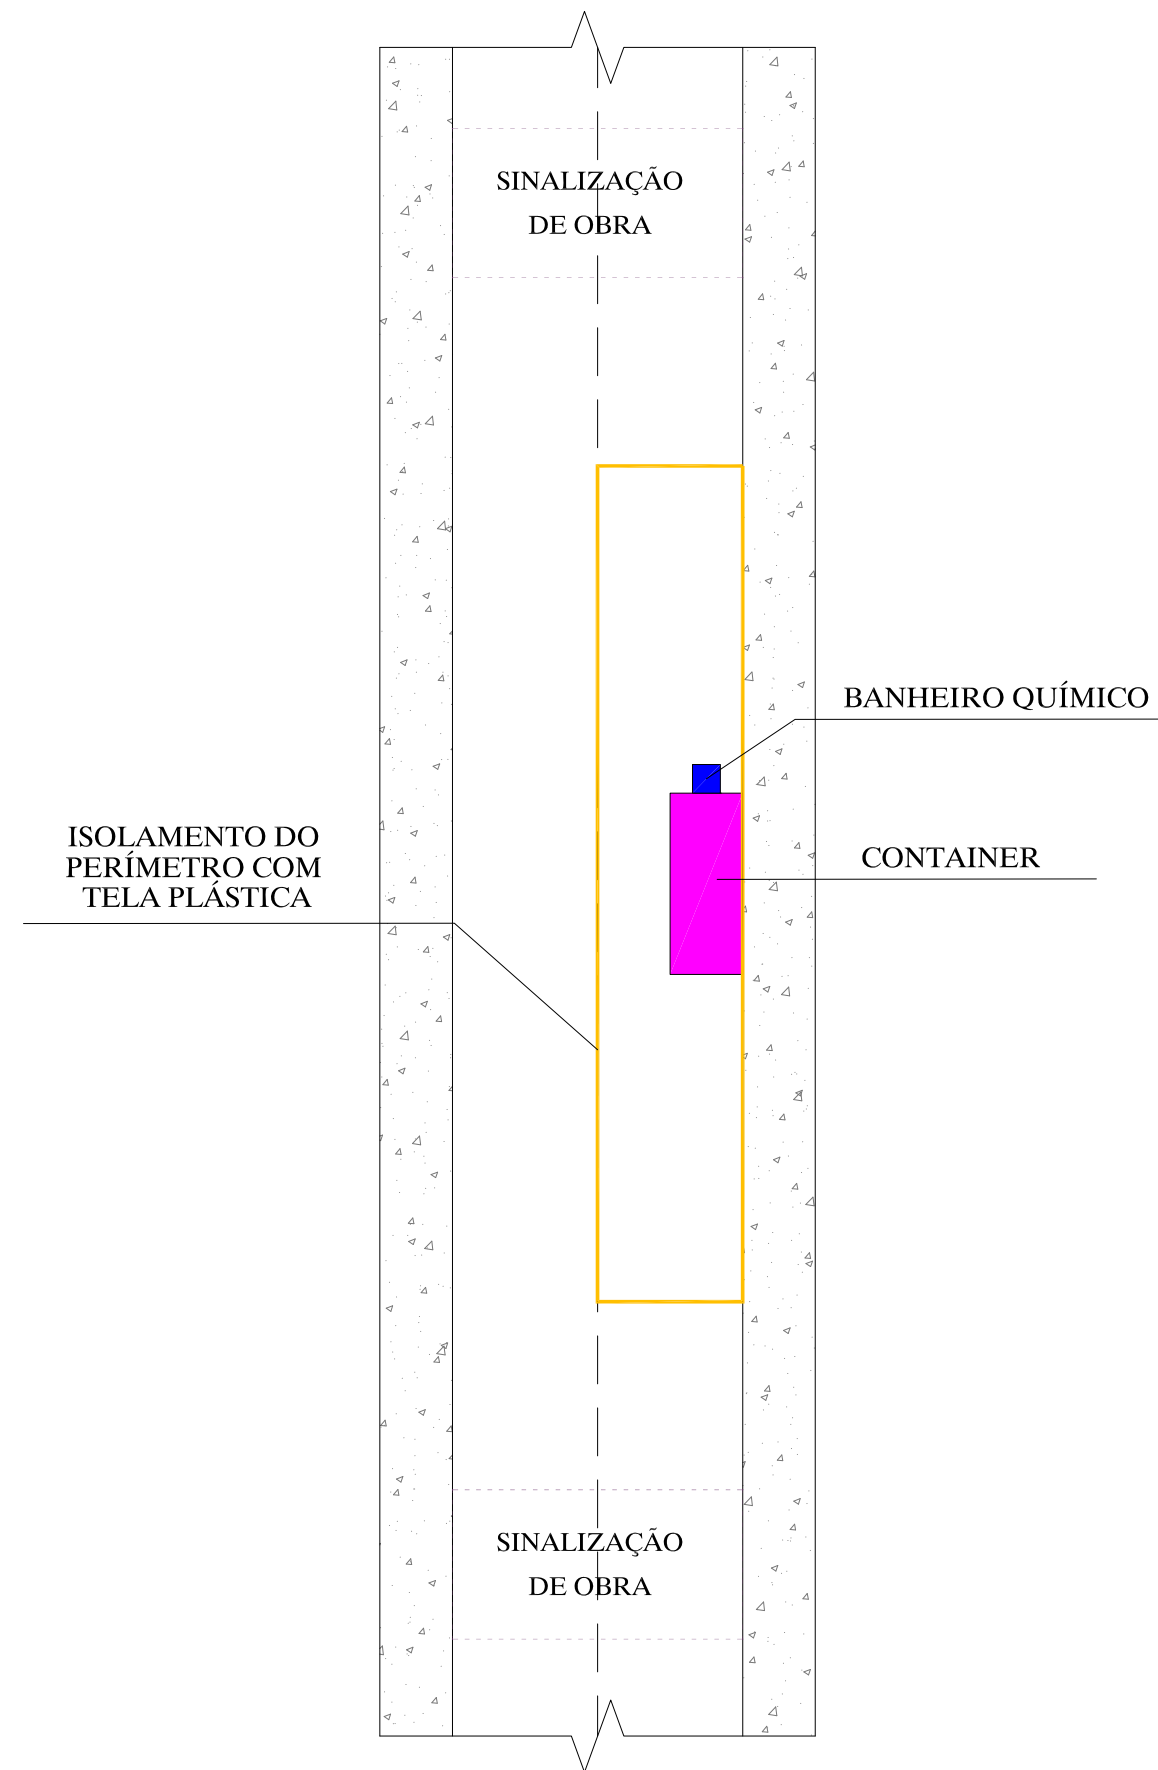 SINALIZAÇÃO
DE OBRA
BANHEIRO QUÍMICO
ISOLAMENTO DO
PERÍMETRO COM
TELA PLÁSTICA
CONTAINER
SINALIZAÇÃO
DE OBRA